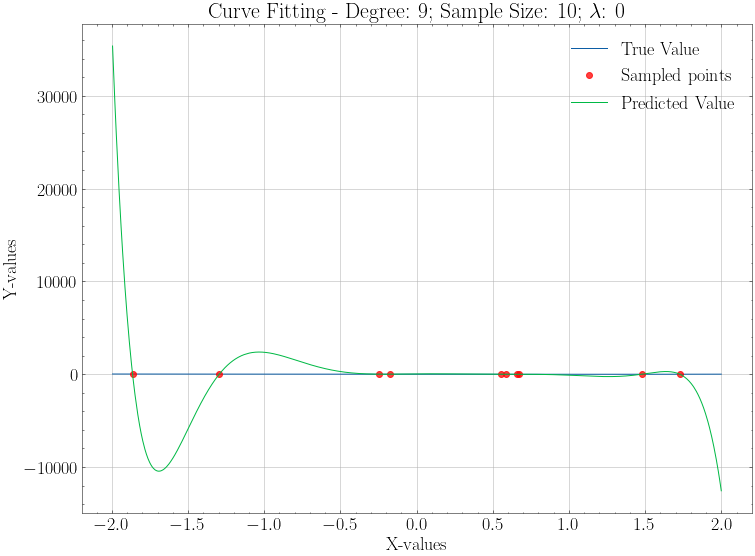 Curve Fitting - Degree: 9; Sample Size: 10; λ: 0
True Value
Sampled points
Predicted Value
30000
20000
10000
0
−10000
Y-values
−2.0 −1.5 −1.0 −0.5 0.0 0.5 1.0 1.5 2.0
X-values